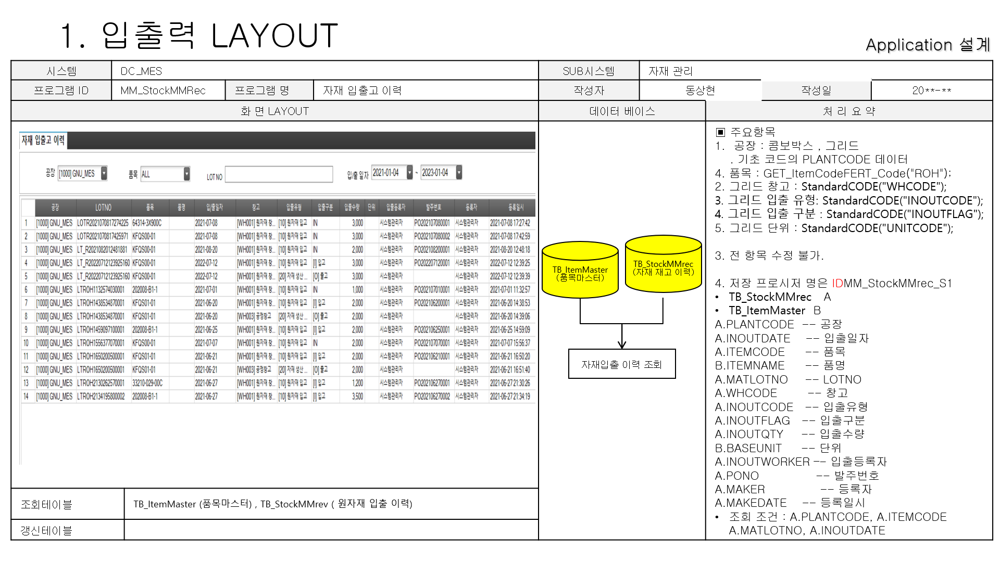 1. 입출력 LAYOUT
Application 설계
시스템 DC_MES SUB시스템 자재 관리
프로그램 ID MM_StockMMRec 프로그램 명 자재 입출고 이력 작성자 동상현 작성일 20**-**
화 면 LAYOUT 데이터 베이스 처 리 요 약
자재 입출고 이력
공장 [1000] GNU_MES 품목 ALL LOT NO 입/출 일자 2021-01-04 ~ 2023-01-04
공장 LOTNO 품목 품명 입/출일자 창고 입출유형 입출구분 입출수량 단위 입출등록자 발주번호 등록자 등록일시
1 [1000] GNU_MES LOTR2021070817274225 64314-3X900C 2021-07-08 [WH001] 원자재 창... [10] 원자재 입고 IN 3,000 시스템관리자 PO202107080001 시스템관리자 2021-07-08 17:27:42
2 [1000] GNU_MES LOTR2021070817425971 KFQS00-01 2021-07-08 [WH001] 원자재 창... [10] 원자재 입고 IN 3,000 시스템관리자 PO202107080002 시스템관리자 2021-07-08 17:42:59
3 [1000] GNU_MES LT_R2021082012481881 KFQS00-01 2021-08-20 [WH001] 원자재 창... [10] 원자재 입고 IN 2,000 시스템관리자 PO202108200001 시스템관리자 2021-08-20 12:48:18
4 [1000] GNU_MES LT_R20220712123925160 KFQS00-01 2022-07-12 [WH001] 원자재 창... [10] 원자재 입고 [I] 입고 3,000 시스템관리자 PO202207120001 시스템관리자 2022-07-12 12:39:25
5 [1000] GNU_MES LT_R20220712123925160 KFQS00-01 2022-07-12 [WH001] 원자재 창... [20] 자재 생산 ... [O] 출고 3,000 시스템관리자 시스템관리자 2022-07-12 12:39:39
6 [1000] GNU_MES LTROH1132574030001 202008-B1-1 2021-07-01 [WH001] 원자재 창... [10] 원자재 입고 IN 1,000 시스템관리자 PO202107010001 시스템관리자 2021-07-01 11:32:57
7 [1000] GNU_MES LTROH1438534870001 KFQS01-01 2021-06-20 [WH001] 원자재 창... [10] 원자재 입고 [I] 입고 2,000 시스템관리자 PO202106200001 시스템관리자 2021-06-20 14:38:53
8 [1000] GNU_MES LTROH1438534870001 KFQS01-01 2021-06-20 [WH003] 공정창고 [20] 자재 생산 ... [O] 출고 2,000 시스템관리자 시스템관리자 2021-06-20 14:39:06
9 [1000] GNU_MES LTROH1459097100001 202008-B1-1 2021-06-25 [WH001] 원자재 창... [10] 원자재 입고 [I] 입고 2,000 시스템관리자 PO202106250001 시스템관리자 2021-06-25 14:59:09
10 [1000] GNU_MES LTROH1556377070001 KFQS00-01 2021-07-07 [WH001] 원자재 창... [10] 원자재 입고 IN 2,000 시스템관리자 PO202107070001 시스템관리자 2021-07-07 15:56:37
11 [1000] GNU_MES LTROH1650200500001 KFQS01-01 2021-06-21 [WH001] 원자재 창... [10] 원자재 입고 [I] 입고 2,000 시스템관리자 PO202106210001 시스템관리자 2021-06-21 16:50:20
12 [1000] GNU_MES LTROH1650200500001 KFQS01-01 2021-06-21 [WH003] 공정창고 [20] 자재 생산 ... [O] 출고 2,000 시스템관리자 시스템관리자 2021-06-21 16:51:40
13 [1000] GNU_MES LTROH2130262570001 33210-029-00C 2021-06-27 [WH001] 원자재 창... [10] 원자재 입고 [I] 입고 1,200 시스템관리자 PO202106270001 시스템관리자 2021-06-27 21:30:26
14 [1000] GNU_MES LTROH2134195800002 202008-B1-1 2021-06-27 [WH001] 원자재 창... [10] 원자재 입고 [I] 입고 3,500 시스템관리자 PO202106270002 시스템관리자 2021-06-27 21:34:19
조회테이블 TB_ItemMaster (품목마스터) , TB_StockMMrev ( 원자재 입출 이력)
갱신테이블
TB_ItemMaster
(품목마스터)
TB_StockMMrec
(자재 재고 이력)
자재입출 이력 조회
▣ 주요항목
1. 공장 : 콤보박스 , 그리드
. 기초 코드의 PLANTCODE 데이터
4. 품목 : GET_ItemCodeFERT_Code("ROH");
2. 그리드 창고 : StandardCODE("WHCODE");
3. 그리드 입출 유형: StandardCODE("INOUTCODE");
4. 그리드 입출 구분 : StandardCODE("INOUTFLAG");
5. 그리드 단위 : StandardCODE("UNITCODE");
3. 전 항목 수정 불가.
4. 저장 프로시저 명은 IDMM_StockMMrec_S1
• TB_StockMMrec A
• TB_ItemMaster B
A.PLANTCODE -- 공장
A.INOUTDATE -- 입출일자
A.ITEMCODE -- 품목
B.ITEMNAME -- 품명
A.MATLOTNO -- LOTNO
A.WHCODE -- 창고
A.INOUTCODE -- 입출유형
A.INOUTFLAG -- 입출구분
A.INOUTQTY -- 입출수량
B.BASEUNIT -- 단위
A.INOUTWORKER -- 입출등록자
A.PONO -- 발주번호
A.MAKER -- 등록자
A.MAKEDATE -- 등록일시
• 조회 조건 : A.PLANTCODE, A.ITEMCODE
A.MATLOTNO, A.INOUTDATE